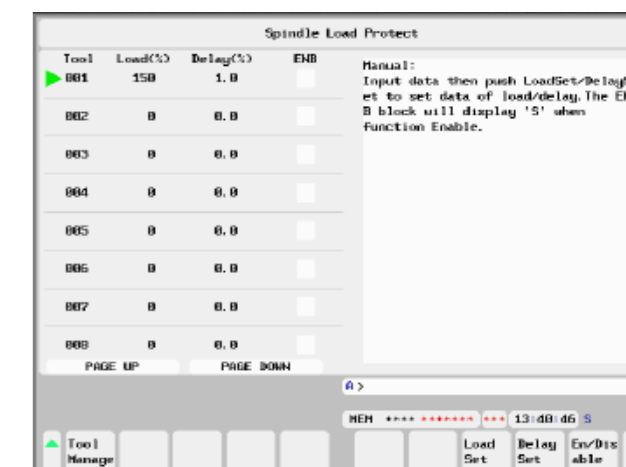 Spindle Load Protect
Tool Load(%) Delay(%) ENB
001 150 1.0
002 0 0.0
003 0 0.0
004 0 0.0
005 0 0.0
006 0 0.0
007 0 0.0
008 0 0.0
PAGE UP PAGE DOWN
Manual:
Input data then push LoadSet/DelayS
et to set data of load/delay.The EN
B block will display 'S' when
function Enable.
A>
MEM **** ******* *** 13:40:46 S
Tool Manage
Load Set
Delay Set
En/Disable